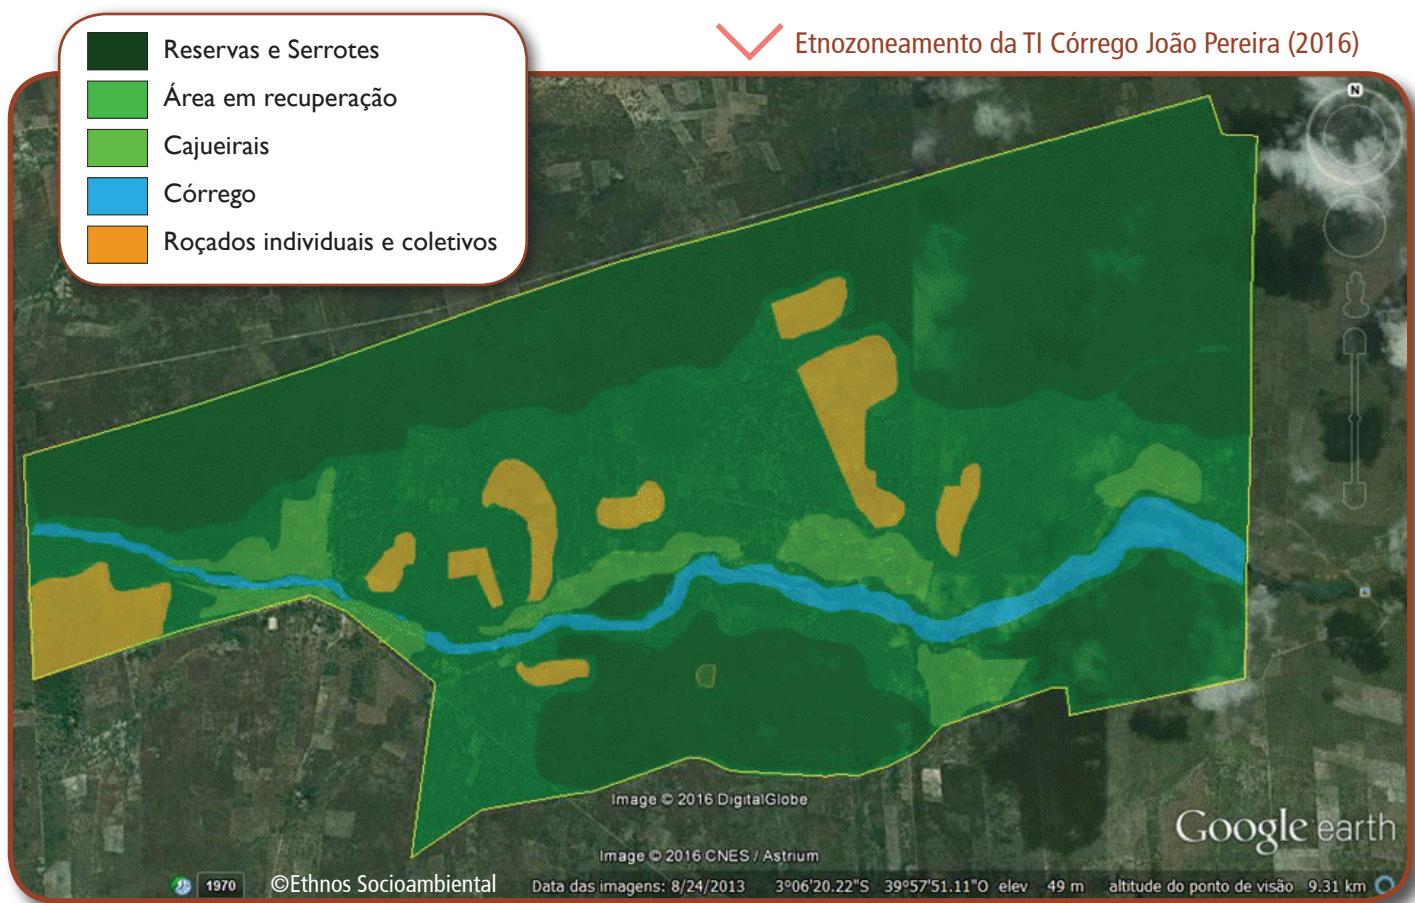 Etnozoneamento da TI Córrego João Pereira (2016)
Reservas e Serrotes
Área em recuperação
Cajueirais
Córrego
Roçados individuais e coletivos
N
Image © 2016 DigitalGlobe
Google earth
Image © 2016 CNES / Astrium
1970
©Ethnos Socioambiental
Data das imagens: 8/24/2013 3°06'20.22"S 39°57'51.11"O elev 49 m altitude do ponto de visão 9.31 km